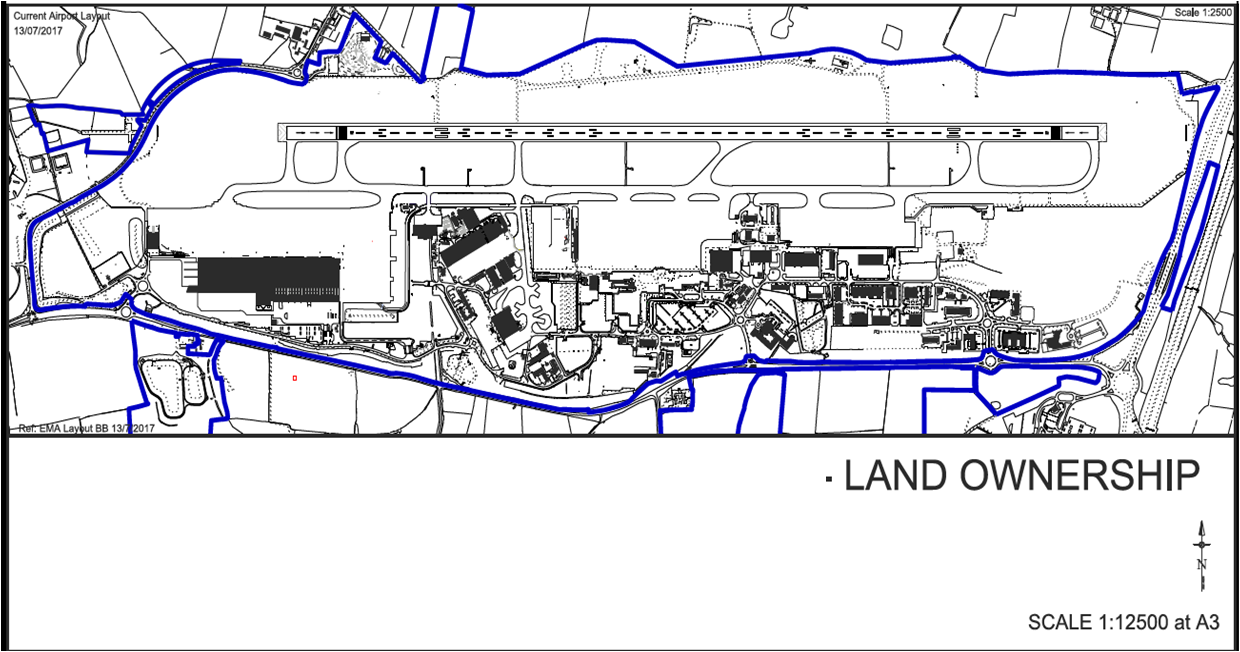 Current Airport Layout
13/07/2017
Scale 1:2500
Ref: EMA Layout BB 13/7/2017
LAND OWNERSHIP
N
SCALE 1:12500 at A3